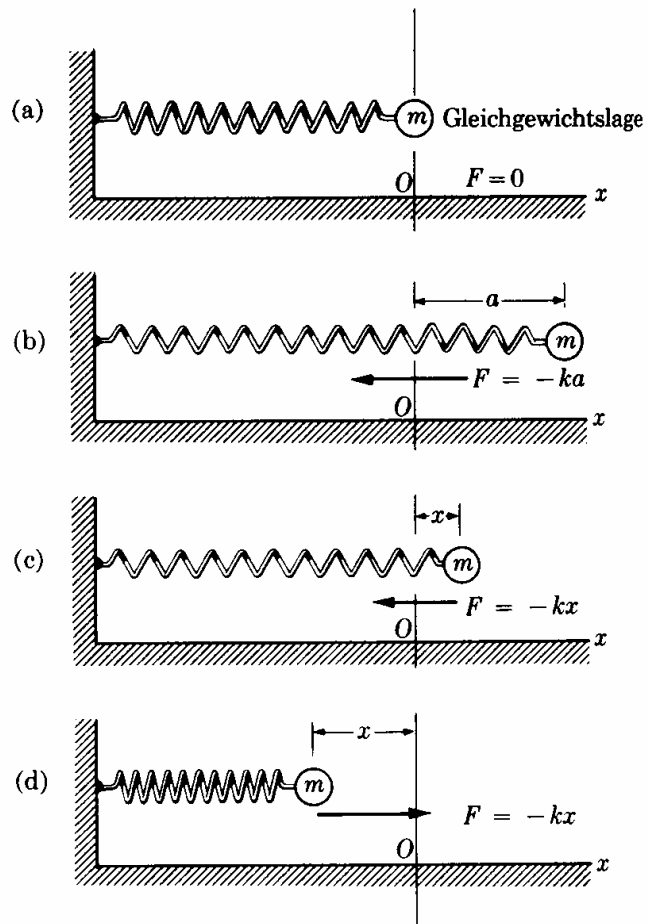 (a)
m Gleichgewichtslage
O F = 0 x
(b)
a
m
F = −ka
O x
(c)
x
m
F = −kx
O x
(d)
x
m
F = −kx
O x